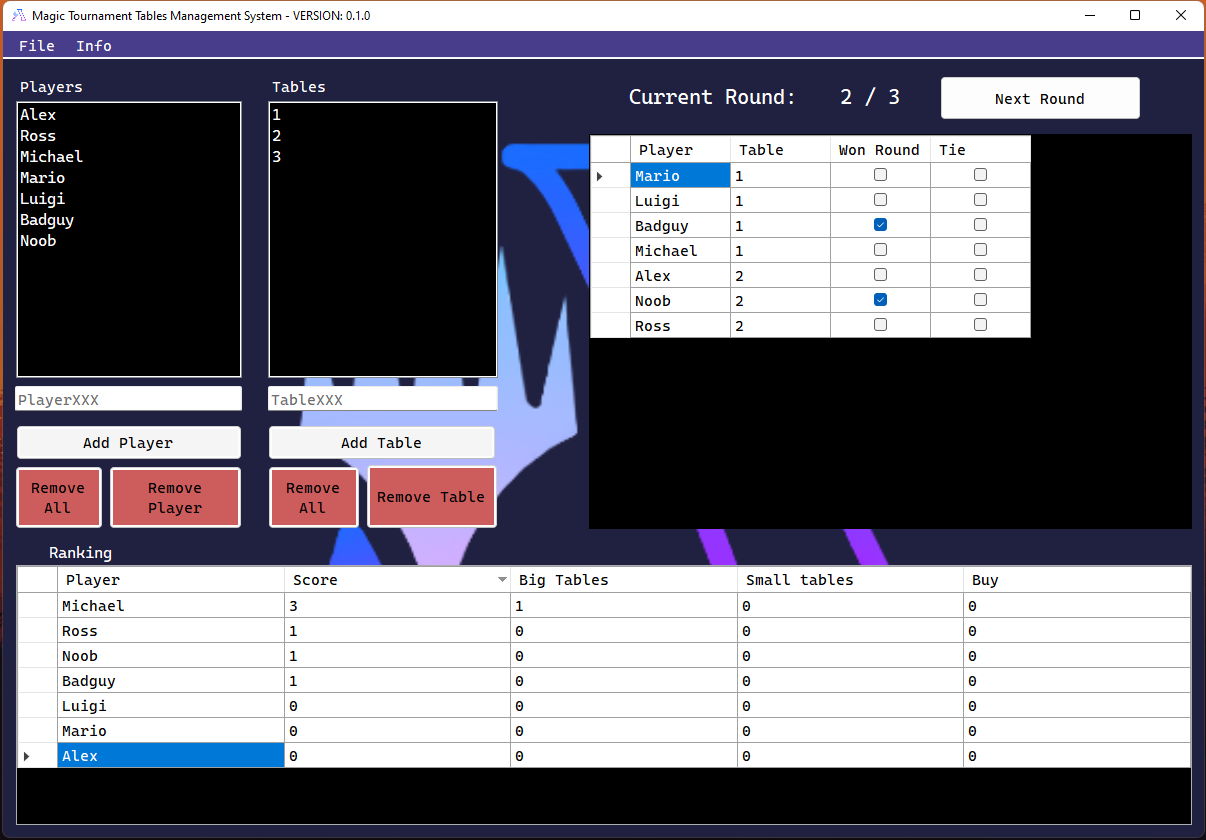 Magic Tournament Tables Management System - VERSION: 0.1.0
File Info
Players
Alex
Ross
Michael
Mario
Luigi
Badguy
Noob
PlayerXXX
Add Player
Remove All
Remove Player
Tables
1
2
3
TableXXX
Add Table
Remove All
Remove Table
Current Round: 2 / 3
Next Round
Player Table Won Round Tie
Mario 1
Luigi 1
Badguy 1
Michael 1
Alex 2
Noob 2
Ross 2
Ranking
Player Score Big Tables Small tables Buy
Michael 3 1 0 0
Ross 1 0 0 0
Noob 1 0 0 0
Badguy 1 0 0 0
Luigi 0 0 0 0
Mario 0 0 0 0
Alex 0 0 0 0